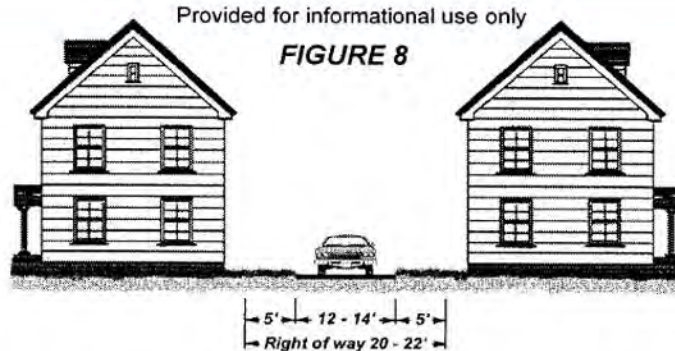 Provided for informational use only
FIGURE 8
5' 12 - 14' 5'
Right of way 20 - 22'